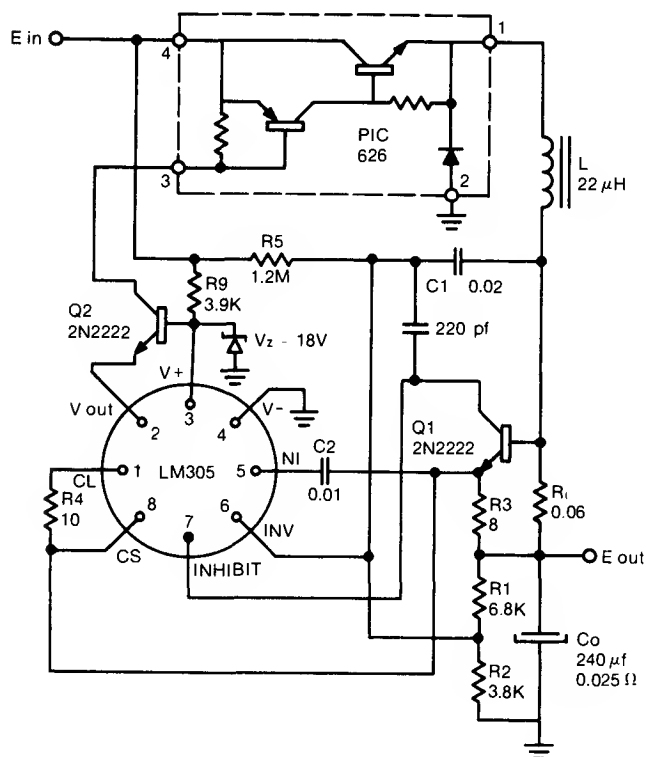 E in
4
1
PIC
626
3
2
L
22 μH
R5
1.2M
R9
3.9K
C1
0.02
Q2
2N2222
Vz - 18V
220 pf
V+
V-
V out
3
2
4
Q1
2N2222
CL
1
LM305
5
NI
C2
0.01
R4
10
8
7
6
INV
CS
INHIBIT
R3
8
0.06
E out
R1
6.8K
R2
3.8K
Co
240 μf
0.025 Ω